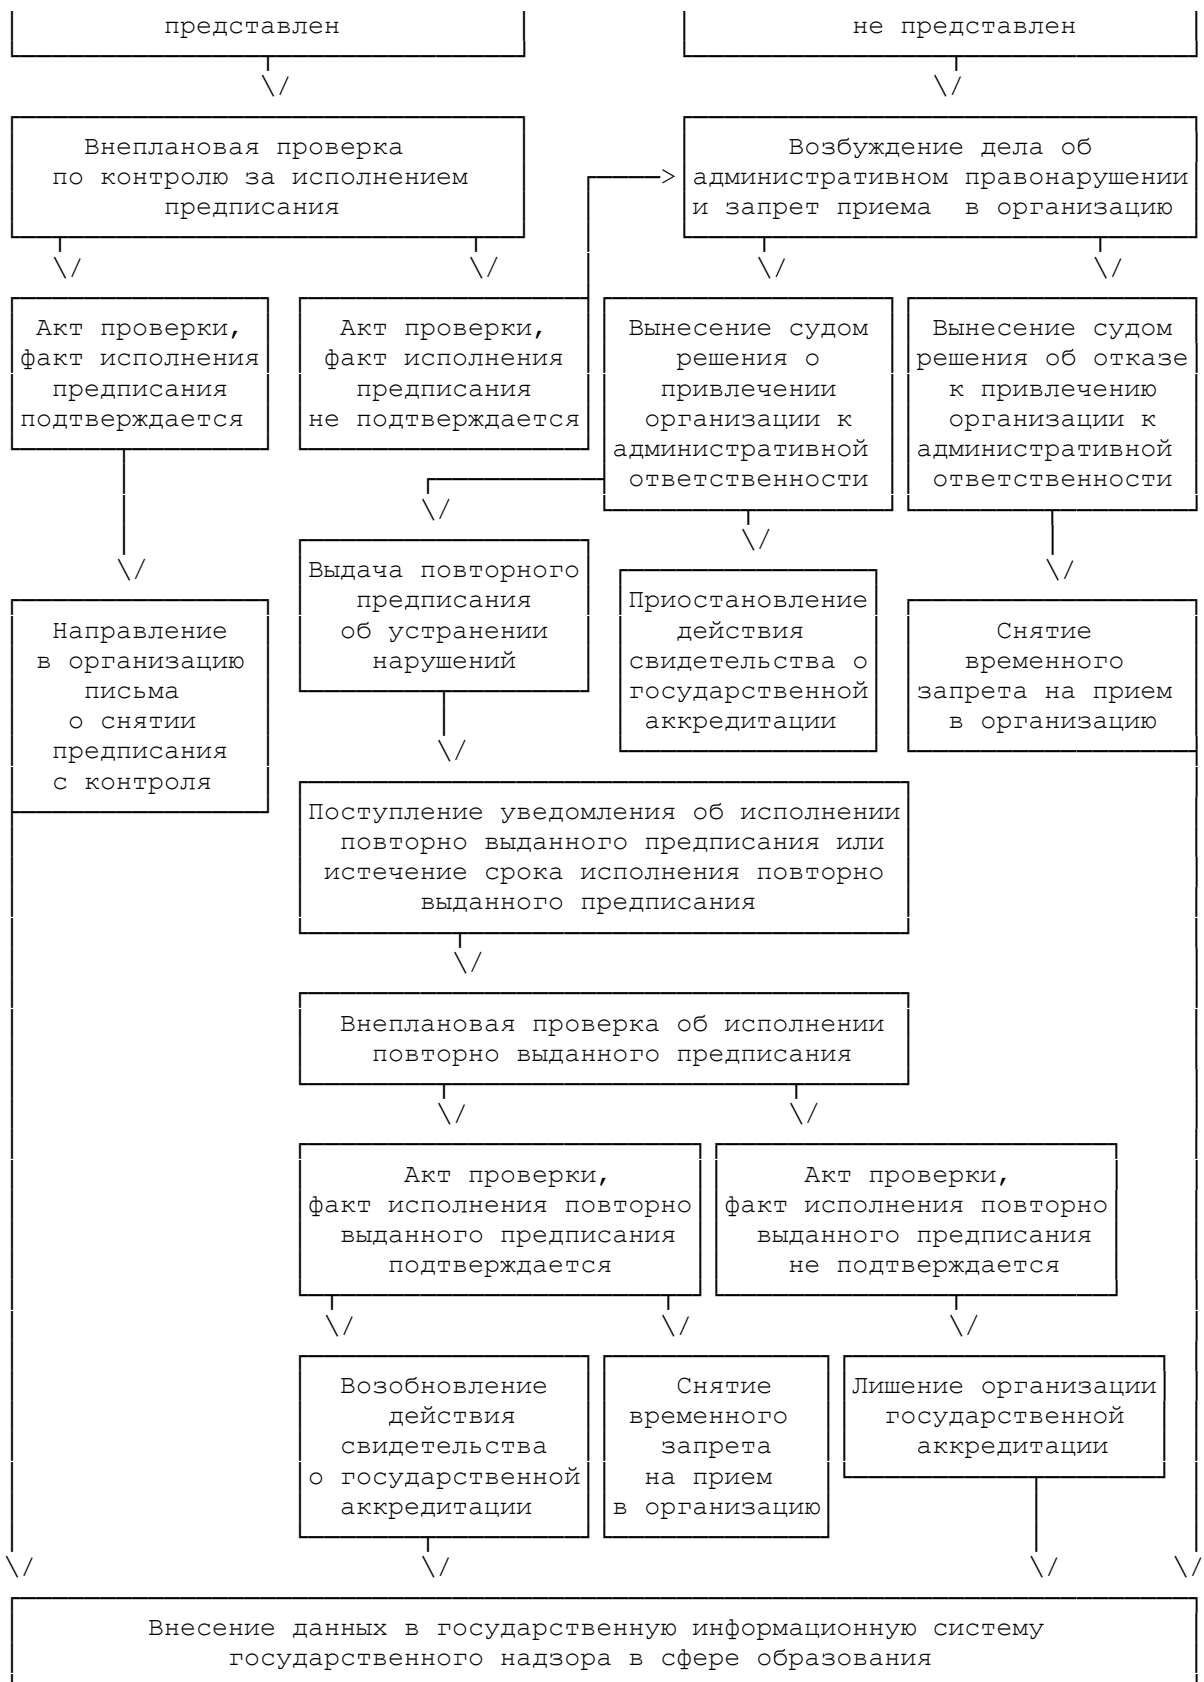 представлен
не представлен
Внеплановая проверка
по контролю за исполнением
предписания
Возбуждение дела об
административном правонарушении
и запрет приема в организацию
Акт проверки,
факт исполнения
предписания
подтверждается
Акт проверки,
факт исполнения
предписания
не подтверждается
Вынесение судом
решения о
привлечении
организации к
административной
ответственности
Вынесение судом
решения об отказе
к привлечению
организации к
административной
ответственности
Выдача повторного
предписания
об устранении
нарушений
Приостановление
действия
свидетельства о
государственной
аккредитации
Снятие
временного
запрета на прием
в организацию
Направление
в организацию
письма
о снятии
предписания
с контроля
Поступление уведомления об исполнении
повторно выданного предписания или
истечение срока исполнения повторно
выданного предписания
Внеплановая проверка об исполнении
повторно выданного предписания
Акт проверки,
факт исполнения повторно
выданного предписания
подтверждается
Акт проверки,
факт исполнения повторно
выданного предписания
не подтверждается
Возобновление
действия
свидетельства
о государственной
аккредитации
Снятие
временного
запрета
на прием
в организацию
Лишение организации
государственной
аккредитации
Внесение данных в государственную информационную систему
государственного надзора в сфере образования